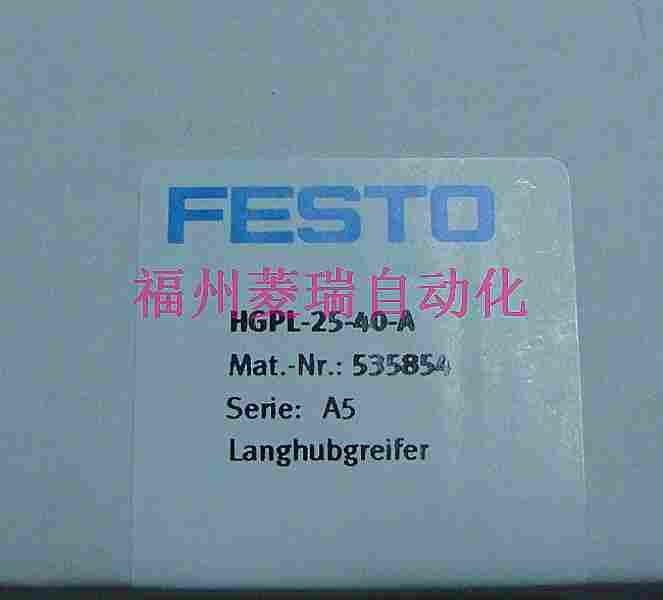 FESTO
福州菱瑞自动化
HGPL-25-40-A
Mat.-Nr.: 535854
Serie: A5
Langhubgreifer